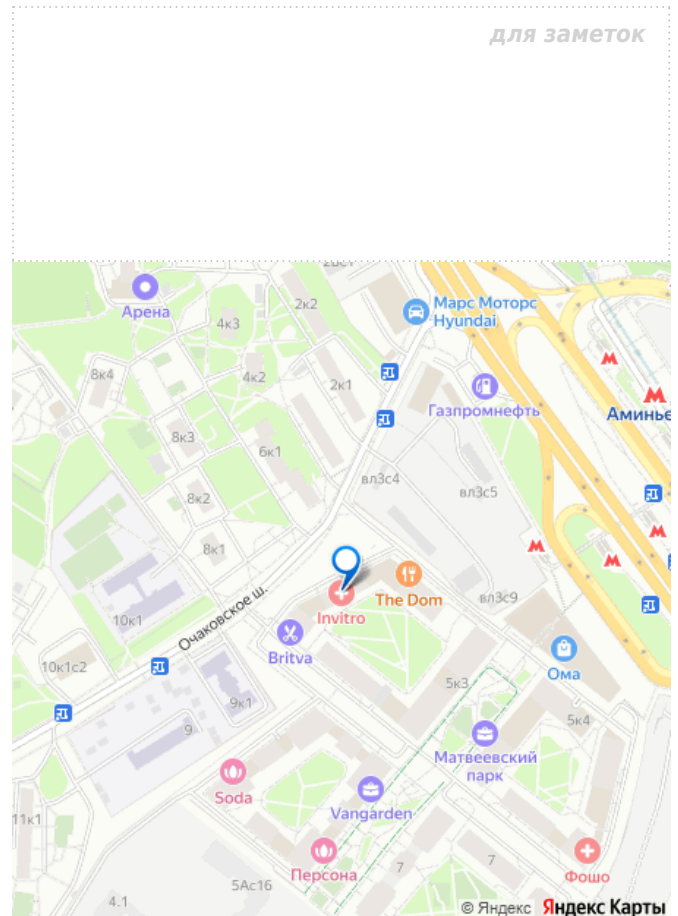 для заметок
2к2
Марс Моторс
Hyundai
Арена
4к3
8к4
4к2
2к1
Газпромнефть
Аминье
8к3
6к1
вл3с4
вл3с5
8к2
8к1
The Dom
вл3с9
Invitro
10к1
Очаковское ш.
Britva
10к1с2
Ома
9к1
5к3
5к4
9
Матвеевский
парк
Soda
Vangarden
11к1
Персона
7
7
Фошо
5Ас16
4.1
© Яндекс Яндекс Карты